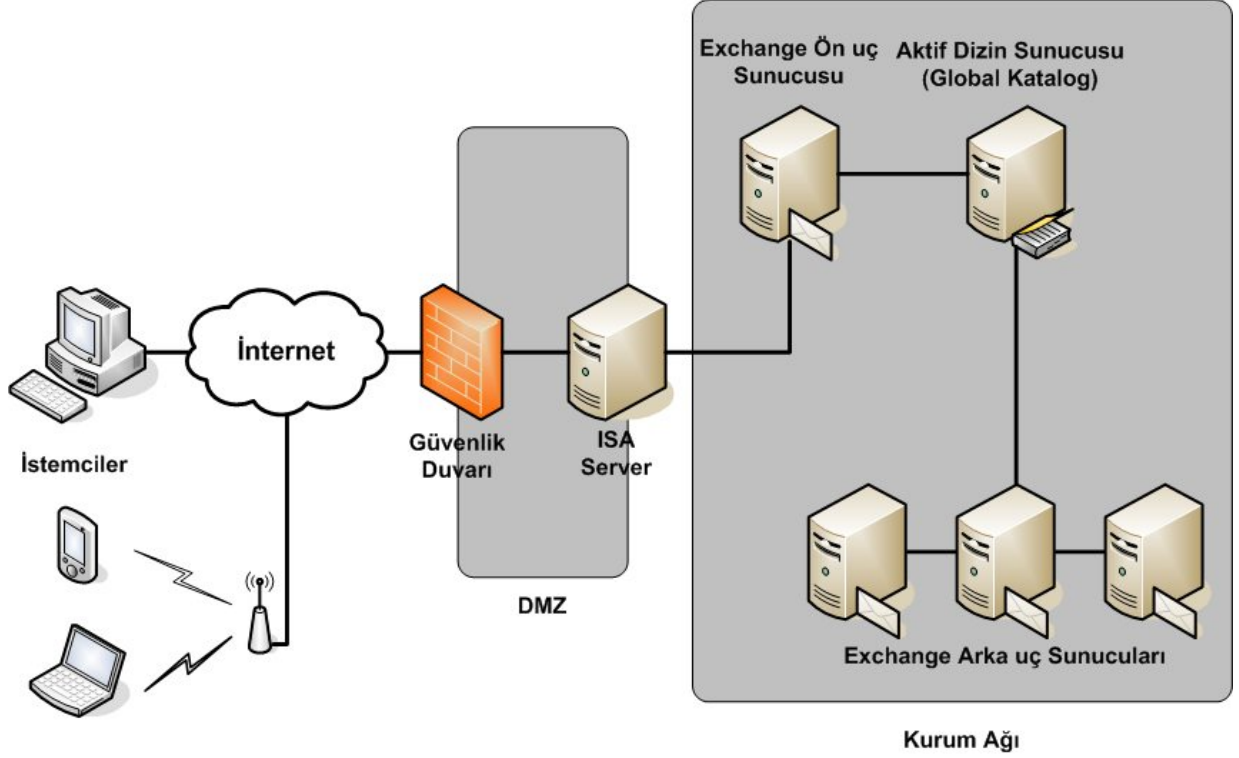 Exchange Ön uç
Sunucusu
Aktif Dizin Sunucusu
(Global Katalog)
İnternet
Güvenlik
Duvarı
ISA
Server
İstemciler
DMZ
Exchange Arka uç Sunucuları
Kurum Ağı